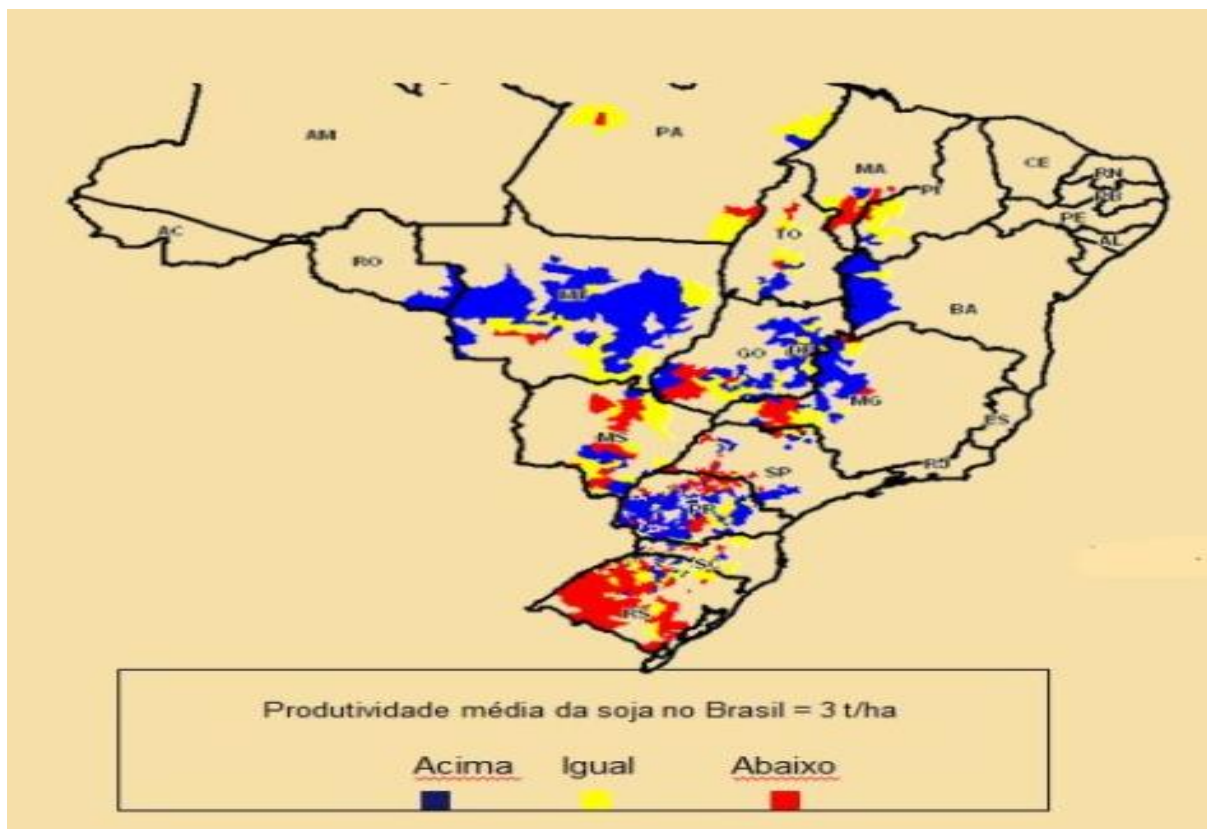 AM
PA
MA
CE
RN
PB
PI
PE
AL
AC
RO
TO
MT
BA
GO
DF
MG
ES
MS
SP
RJ
PR
SC
RS
Produtividade média da soja no Brasil = 3 t/ha
Acima Igual Abaixo